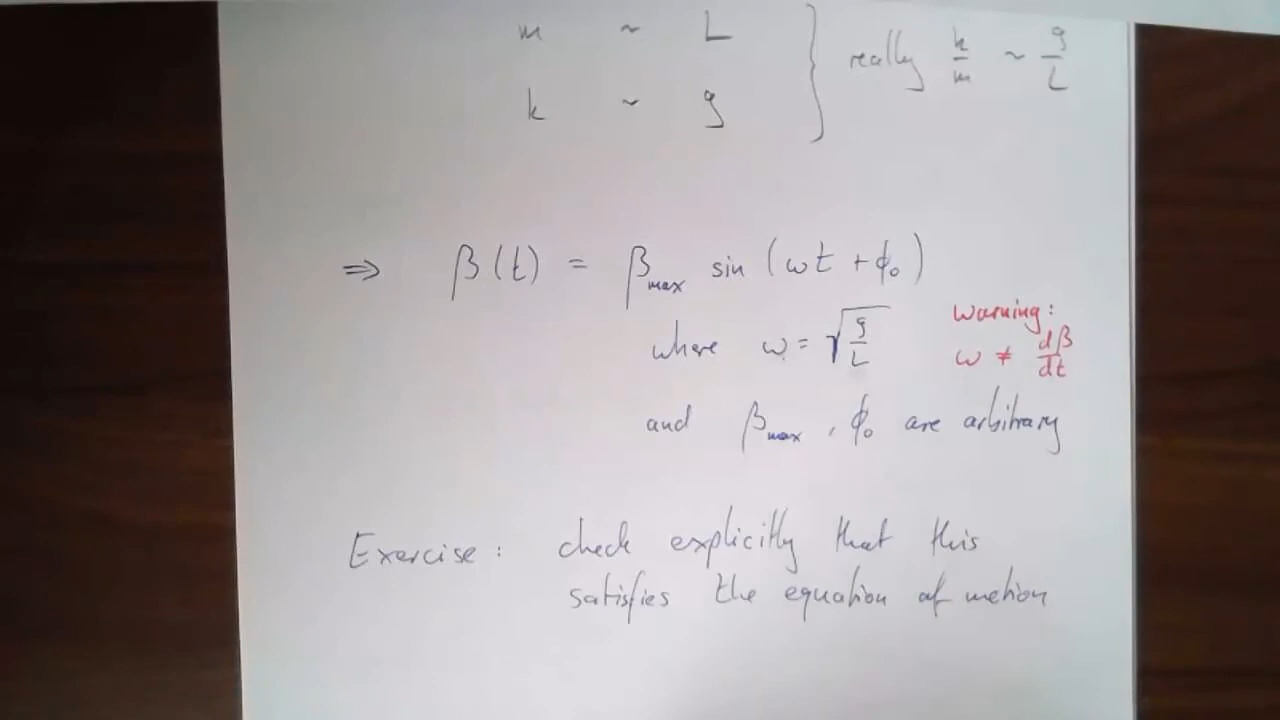 m ~ L } really k/m ~ g/L
k ~ g
⇒ β(t) = β_max sin (ωt + ϕ₀)
where ω = √(g/L)
Warning:
ω ≠ dβ/dt
and β_max , ϕ₀ are arbitrary
Exercise : check explicitly that this
satisfies the equation of motion